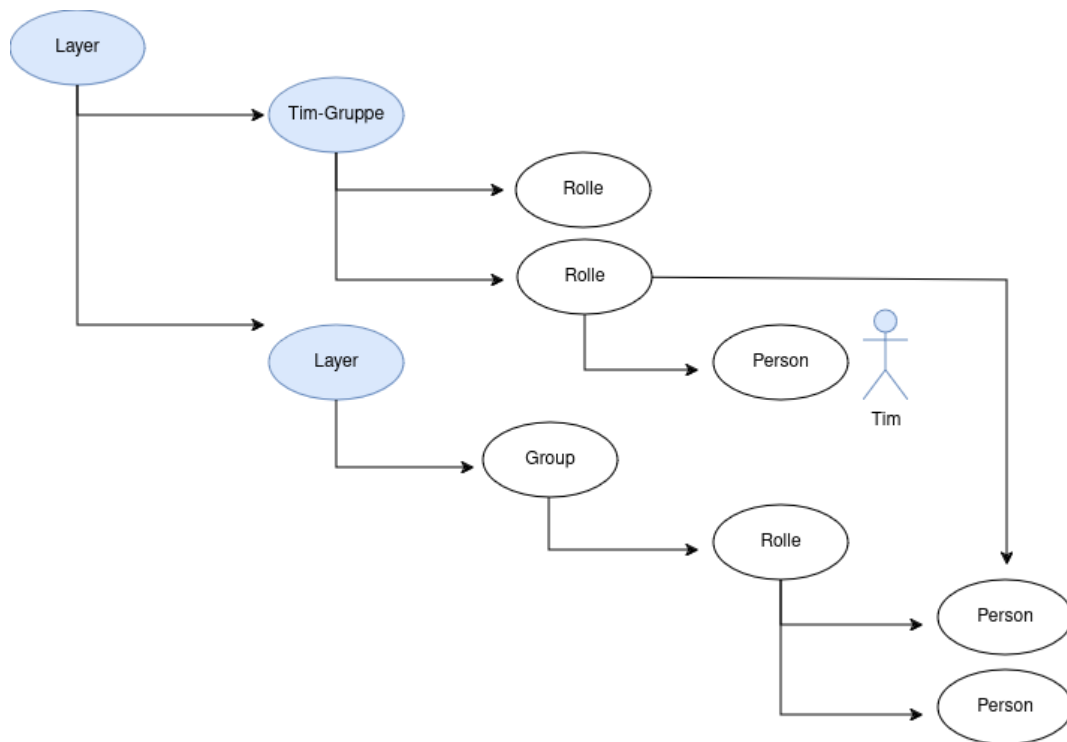 Layer
Tim-Gruppe
Rolle
Rolle
Layer
Person
Tim
Group
Rolle
Person
Person